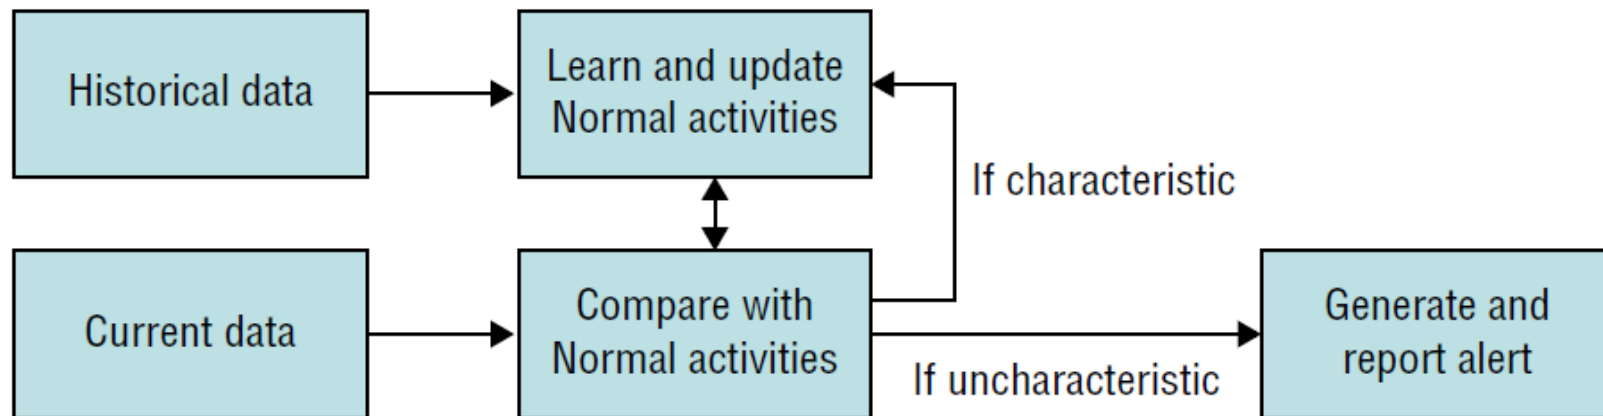 Historical data
Learn and update
Normal activities
If characteristic
Current data
Compare with
Normal activities
If uncharacteristic
Generate and
report alert